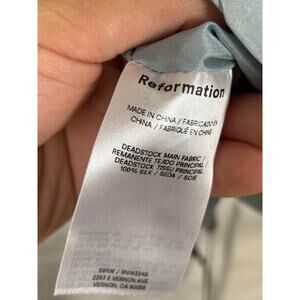 Reformation
MADE IN CHINA / FABRICADO EN
CHINA / FABRIQUÉ EN CHINE
DEADSTOCK MAIN FABRIC /
REMANENTE TEJIDO PRINCIPAL /
DEADSTOCK TISSU PRINCIPAL
100% SILK / SEDA / SOIE
RN143248
2263 E VERNON AVE
VERNON, CA 90058